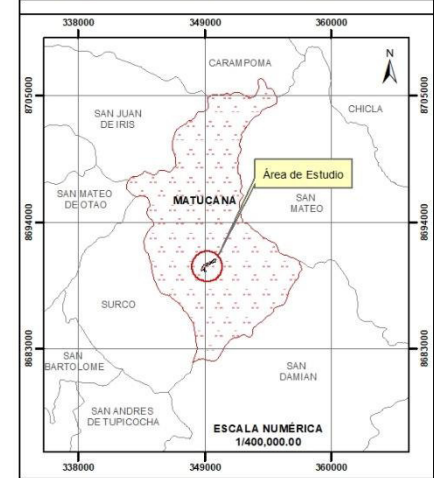 338000 349000 360000
N
CARAMPOMA
8705000
8705000
CHICLA
SAN JUAN
DE IRIS
Área de Estudio
SAN MATEO
DE OTAO
MATUCANA
SAN
MATEO
8694000
8694000
SURCO
8683000
8683000
SAN
BARTOLOME
SAN
DAMIAN
SAN ANDRES
DE TUPICOCHA
ESCALA NUMÉRICA
1/400,000.00
338000 349000 360000